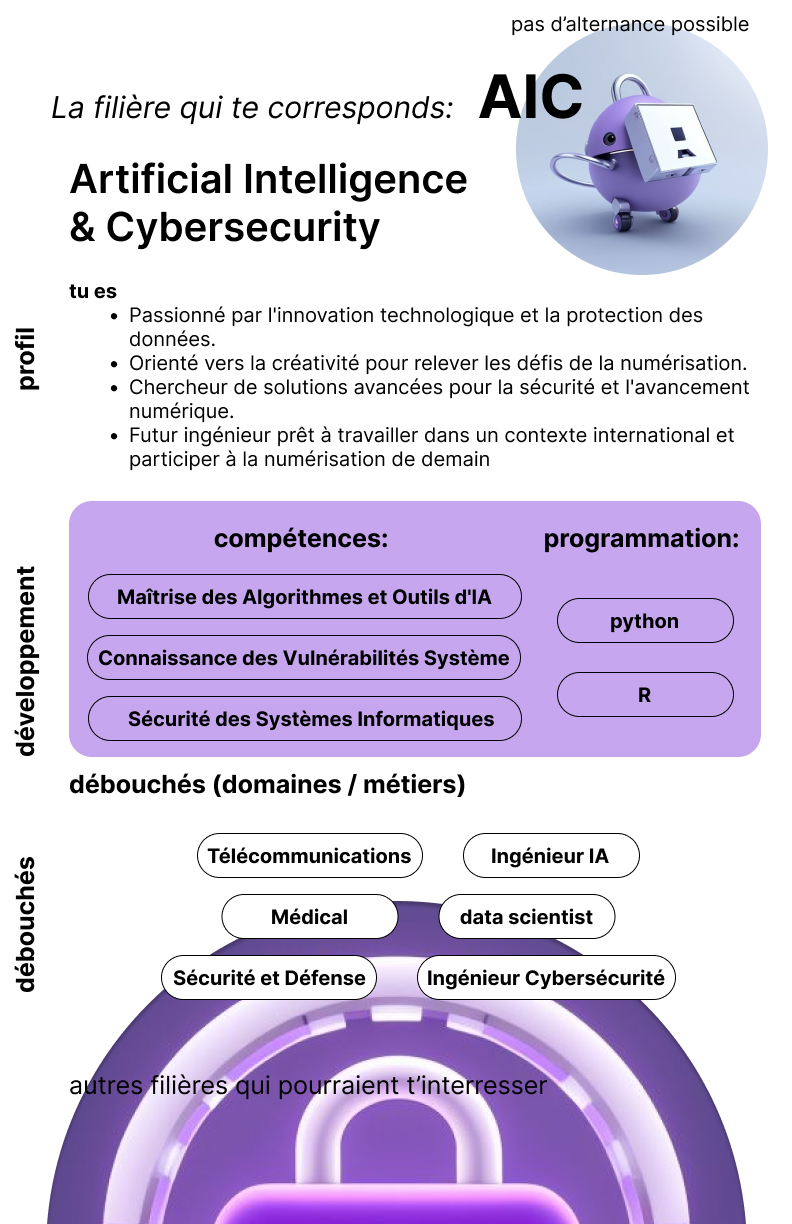 pas d’alternance possible
La filière qui te corresponds: AIC
Artificial Intelligence
& Cybersecurity
profil
tu es
• Passionné par l'innovation technologique et la protection des
données.
• Orienté vers la créativité pour relever les défis de la numérisation.
• Chercheur de solutions avancées pour la sécurité et l'avancement
numérique.
• Futur ingénieur prêt à travailler dans un contexte international et
participer à la numérisation de demain
développement
compétences:
Maîtrise des Algorithmes et Outils d'IA
Connaissance des Vulnérabilités Système
Sécurité des Systèmes Informatiques
programmation:
python
R
débouchés
débouchés (domaines / métiers)
Télécommunications
Ingénieur IA
Médical
data scientist
Sécurité et Défense
Ingénieur Cybersécurité
autres filières qui pourraient t’interresser